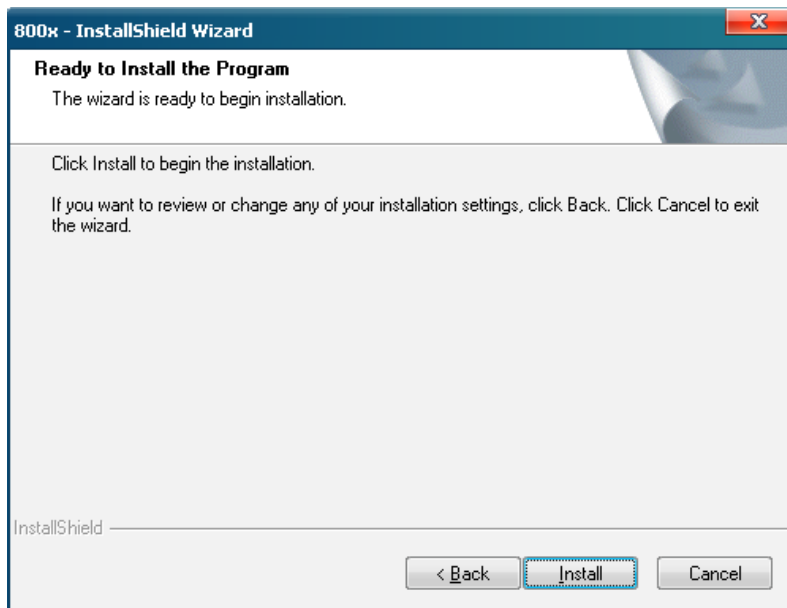 800x - InstallShield Wizard
Ready to Install the Program
The wizard is ready to begin installation.
Click Install to begin the installation.
If you want to review or change any of your installation settings, click Back. Click Cancel to exit
the wizard.
InstallShield
< Back Install Cancel